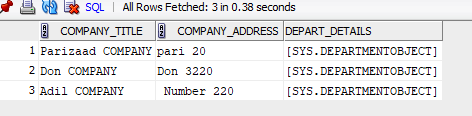 SQL | All Rows Fetched: 3 in 0.38 seconds
COMPANY_TITLE COMPANY_ADDRESS DEPART_DETAILS
1 Parizaad COMPANY pari 20 [SYS.DEPARTMENTOBJECT]
2 Don COMPANY Don 3220 [SYS.DEPARTMENTOBJECT]
3 Adil COMPANY Number 220 [SYS.DEPARTMENTOBJECT]